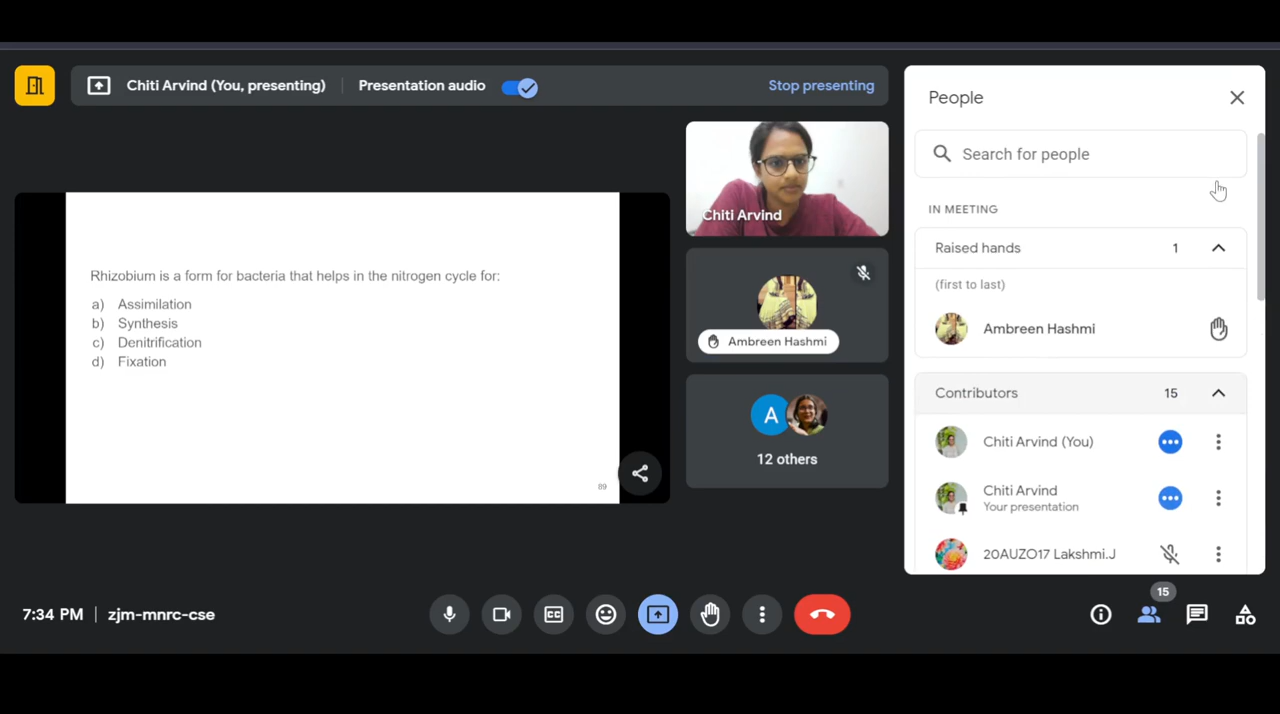 Chiti Arvind (You, presenting)
Presentation audio
Stop presenting
Rhizobium is a form for bacteria that helps in the nitrogen cycle for:
a) Assimilation
b) Synthesis
c) Denitrification
d) Fixation
89
Chiti Arvind
Ambreen Hashmi
A
12 others
People
Search for people
IN MEETING
Raised hands 1
(first to last)
Ambreen Hashmi
Contributors 15
Chiti Arvind (You)
Chiti Arvind
Your presentation
20AUZO17 Lakshmi.J
7:34 PM | zjm-mnrc-cse
CC
15